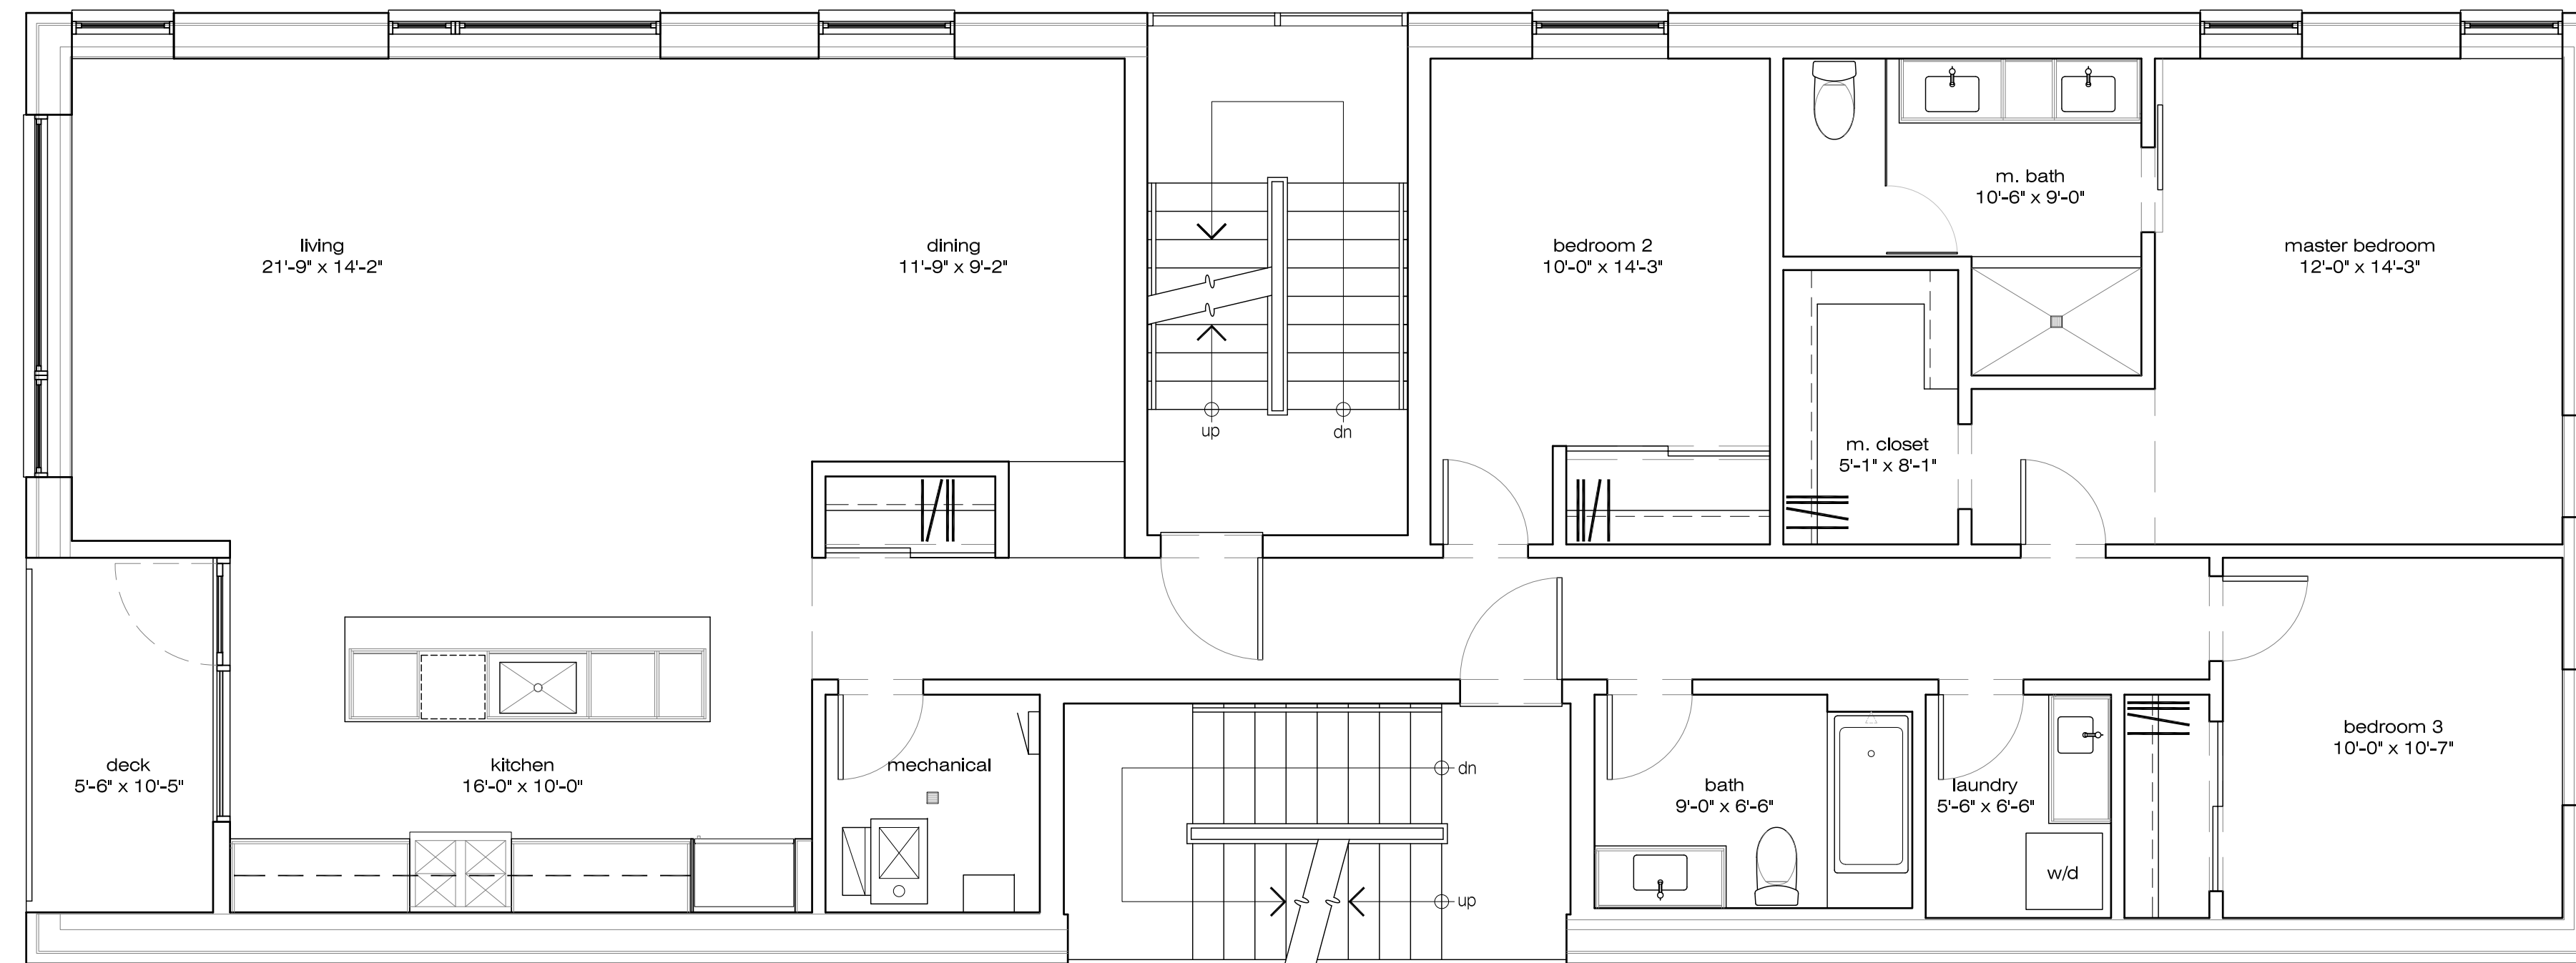 living
21'-9" x 14'-2"
dining
11'-9" x 9'-2"
up
dn
bedroom 2
10'-0" x 14'-3"
m. bath
10'-6" x 9'-0"
master bedroom
12'-0" x 14'-3"
m. closet
5'-1" x 8'-1"
deck
5'-6" x 10'-5"
kitchen
16'-0" x 10'-0"
mechanical
dn
up
bath
9'-0" x 6'-6"
laundry
5'-6" x 6'-6"
w/d
bedroom 3
10'-0" x 10'-7"